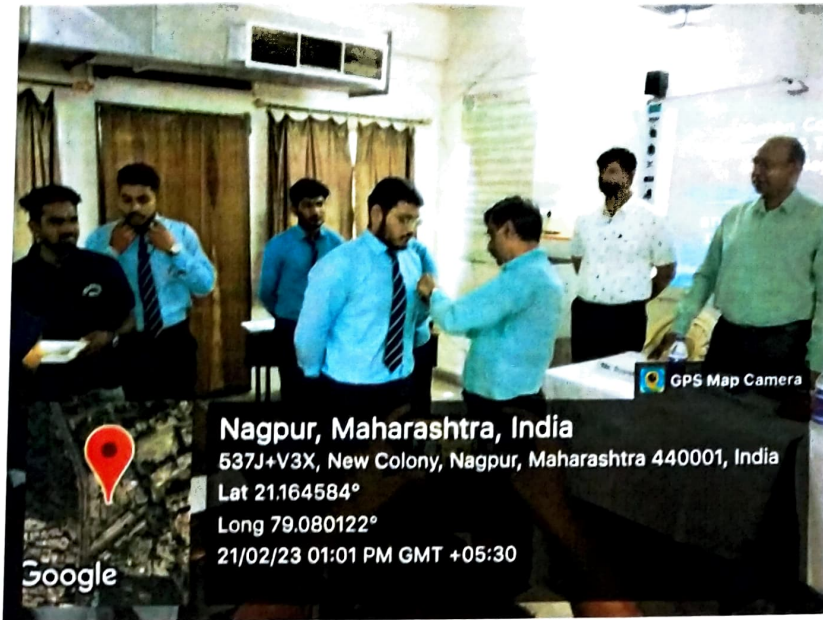 GPS Map Camera
Nagpur, Maharashtra, India
537J+V3X, New Colony, Nagpur, Maharashtra 440001, India
Lat 21.164584°
Long 79.080122°
21/02/23 01:01 PM GMT +05:30
Google